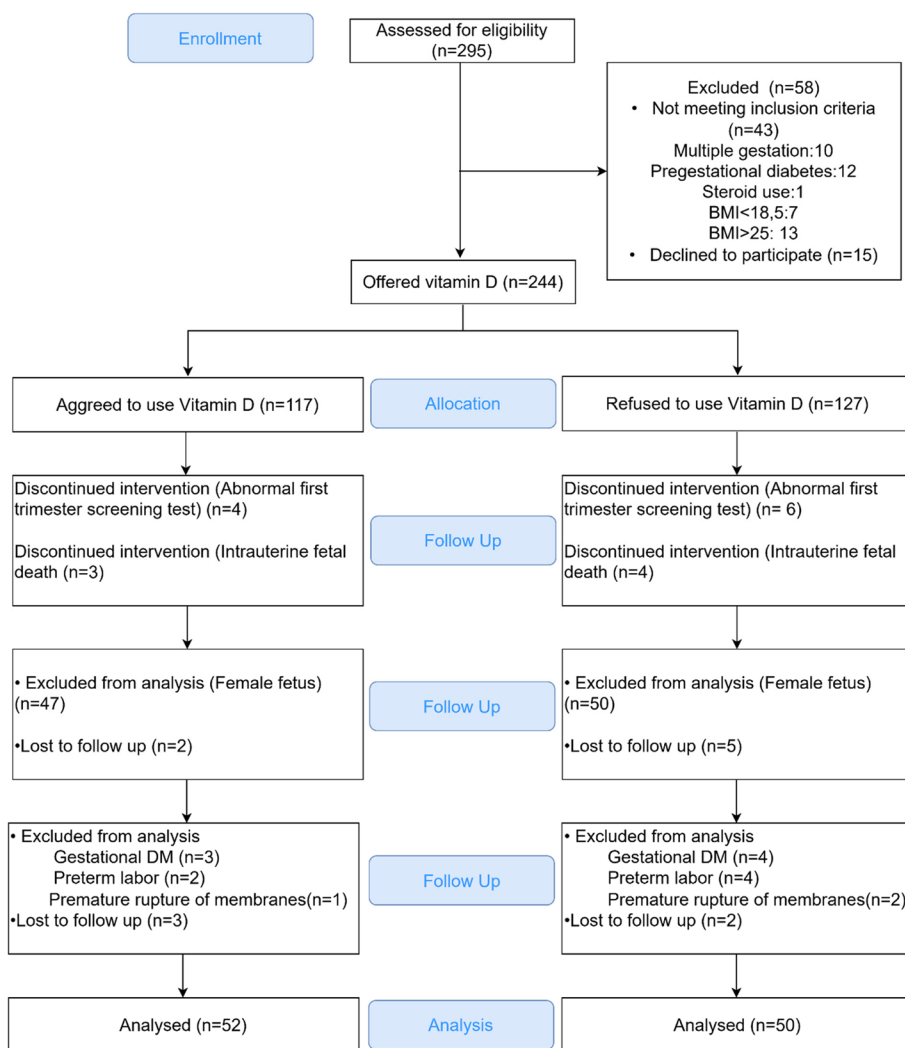 Enrollment
Assessed for eligibility
(n=295)
Excluded (n=58)
• Not meeting inclusion criteria
(n=43)
Multiple gestation:10
Pregestational diabetes:12
Steroid use:1
BMI<18,5:7
BMI>25: 13
• Declined to participate (n=15)
Offered vitamin D (n=244)
Aggreed to use Vitamin D (n=117)
Allocation
Refused to use Vitamin D (n=127)
Discontinued intervention (Abnormal first
trimester screening test) (n=4)
Discontinued intervention (Intrauterine fetal
death (n=3)
Follow Up
Discontinued intervention (Abnormal first
trimester screening test) (n= 6)
Discontinued intervention (Intrauterine fetal
death (n=4)
• Excluded from analysis (Female fetus)
(n=47)
•Lost to follow up (n=2)
Follow Up
• Excluded from analysis (Female fetus)
(n=50)
•Lost to follow up (n=5)
• Excluded from analysis
Gestational DM (n=3)
Preterm labor (n=2)
Premature rupture of membranes(n=1)
•Lost to follow up (n=3)
Follow Up
• Excluded from analysis
Gestational DM (n=4)
Preterm labor (n=4)
Premature rupture of membranes(n=2)
•Lost to follow up (n=2)
Analysed (n=52)
Analysis
Analysed (n=50)